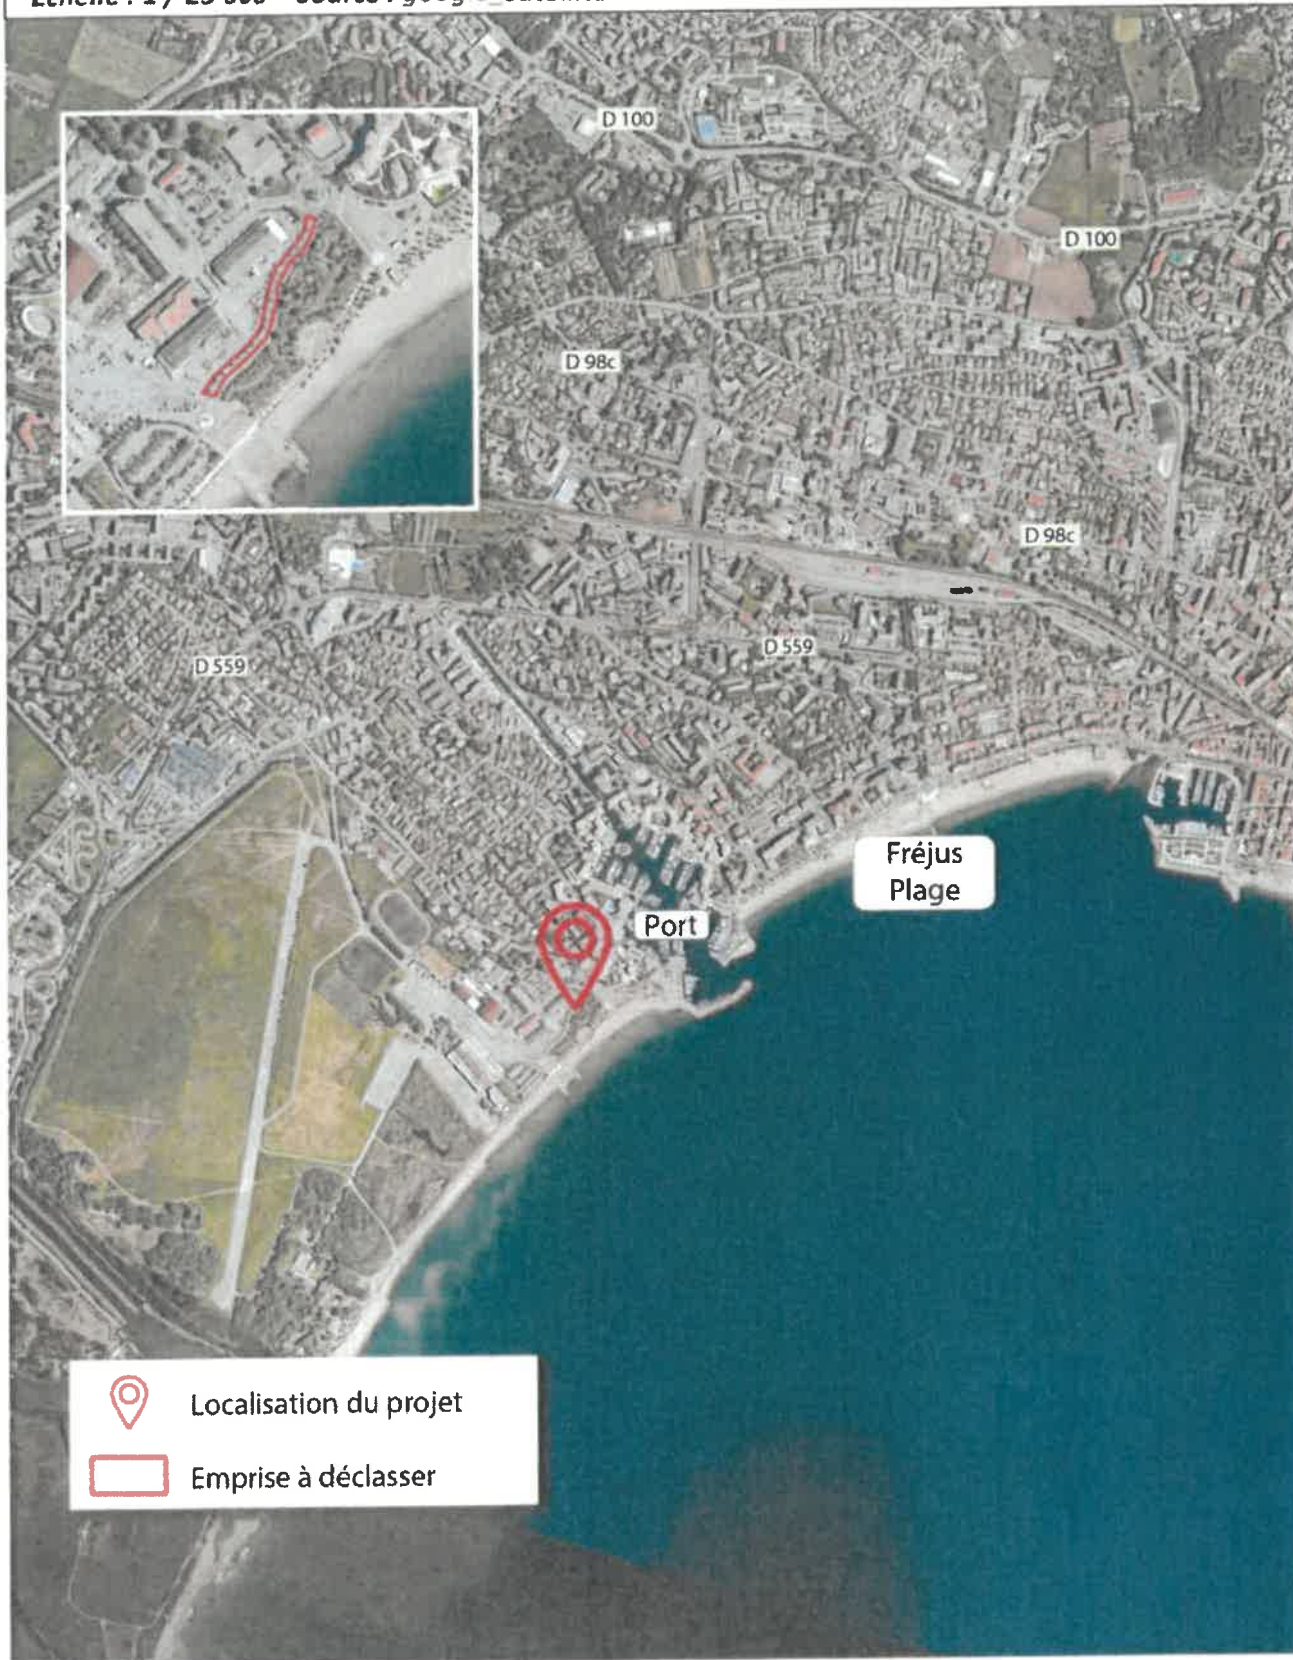 D 100
D 100
D 98c
D 98c
D 559
D 559
Fréjus
Plage
Port
Localisation du projet
Emprise à déclasser